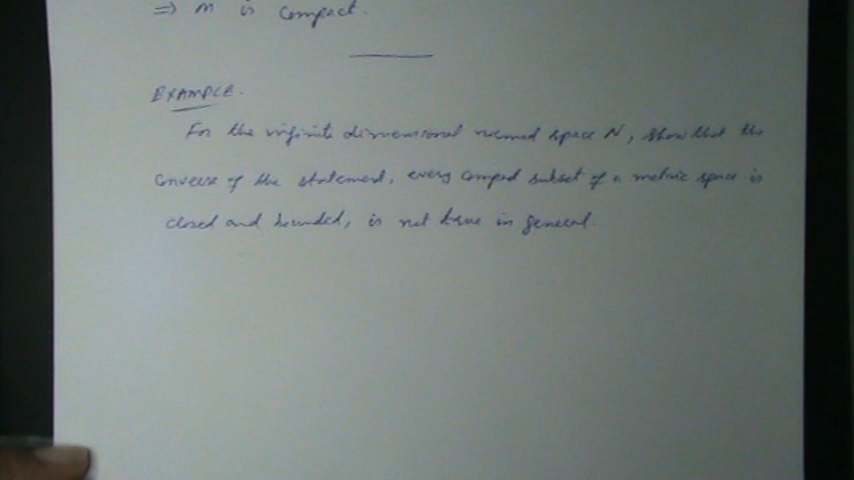 ⇒ M is compact.
EXAMPLE.
For the infinite dimensional normed space N, show that the
converse of the statement, every compact subset of a metric space is
closed and bounded, is not true in general.